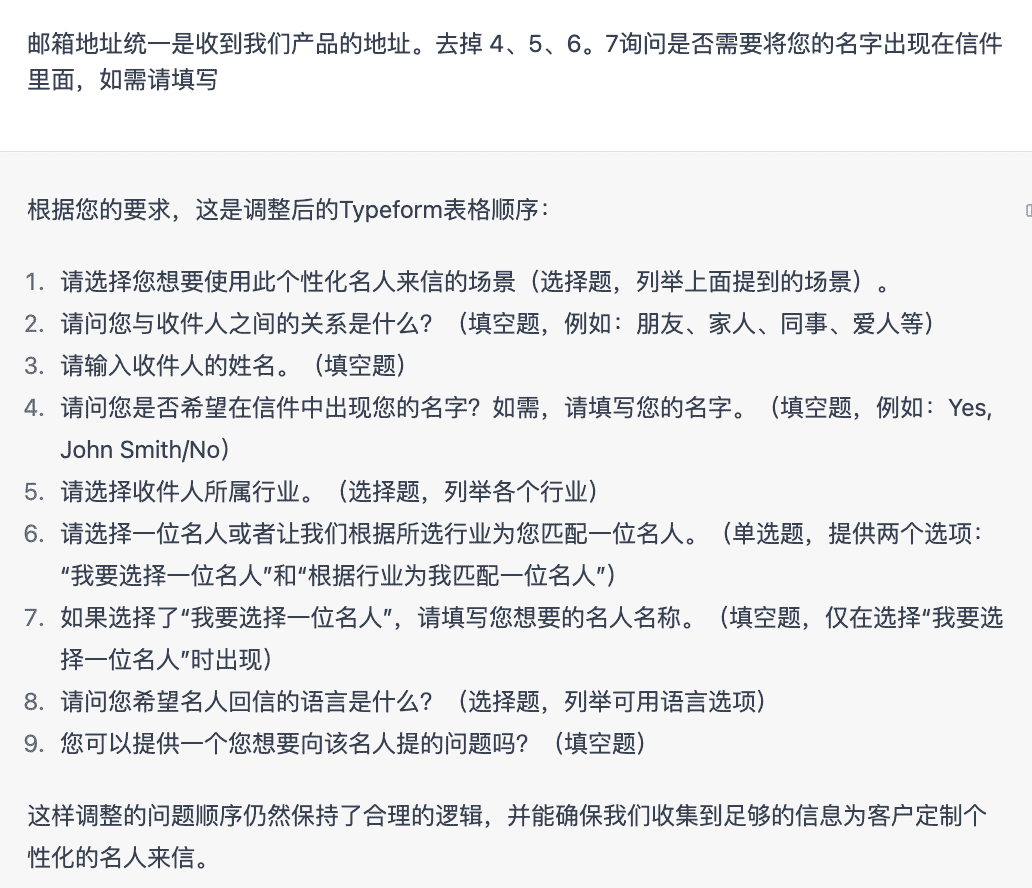 邮箱地址统一是收到我们产品的地址。去掉 4、5、6。7询问是否需要将您的名字出现在信件
里面，如需请填写
根据您的要求，这是调整后的Typeform表格顺序：
1. 请选择您想要使用此个性化名人来信的场景（选择题，列举上面提到的场景）。
2. 请问您与收件人之间的关系是什么？（填空题，例如：朋友、家人、同事、爱人等）
3. 请输入收件人的姓名。（填空题）
4. 请问您是否希望在信件中出现您的名字？如需，请填写您的名字。（填空题，例如：Yes,
John Smith/No）
5. 请选择收件人所属行业。（选择题，列举各个行业）
6. 请选择一位名人或者让我们根据所选行业为您匹配一位名人。（单选题，提供两个选项：
“我要选择一位名人”和“根据行业为我匹配一位名人”）
7. 如果选择了“我要选择一位名人”，请填写您想要的名人名称。（填空题，仅在选择“我要选
择一位名人”时出现）
8. 请问您希望名人回信的语言是什么？（选择题，列举可用语言选项）
9. 您可以提供一个您想要向该名人提的问题吗？（填空题）
这样调整的问题顺序仍然保持了合理的逻辑，并能确保我们收集到足够的信息为客户定制个
性化的名人来信。